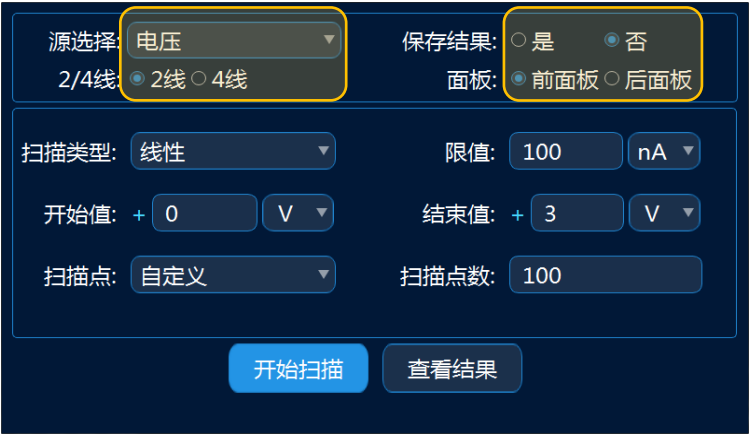 源选择: 电压 保存结果: 是 否
2/4线: 2线 4线 面板: 前面板 后面板
扫描类型: 线性 限值: 100 nA
开始值: + 0 V 结束值: + 3 V
扫描点: 自定义 扫描点数: 100
开始扫描 查看结果